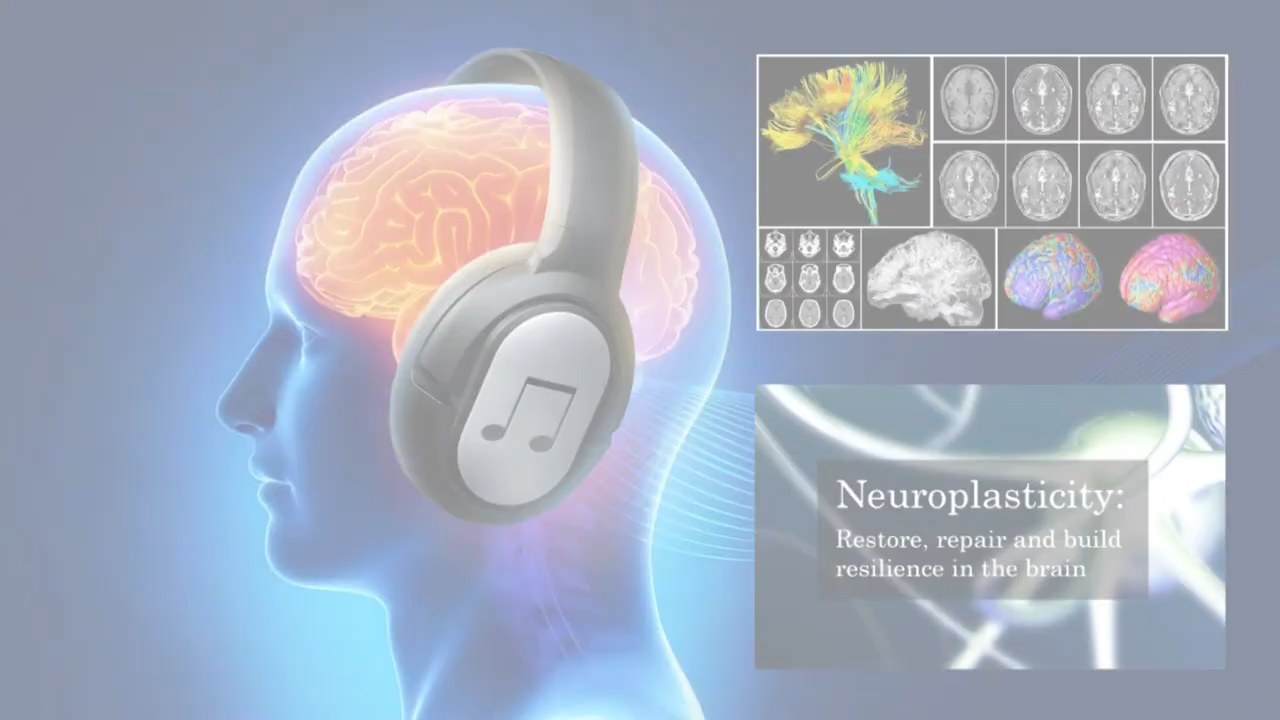 Neuroplasticity:
Restore, repair and build
resilience in the brain